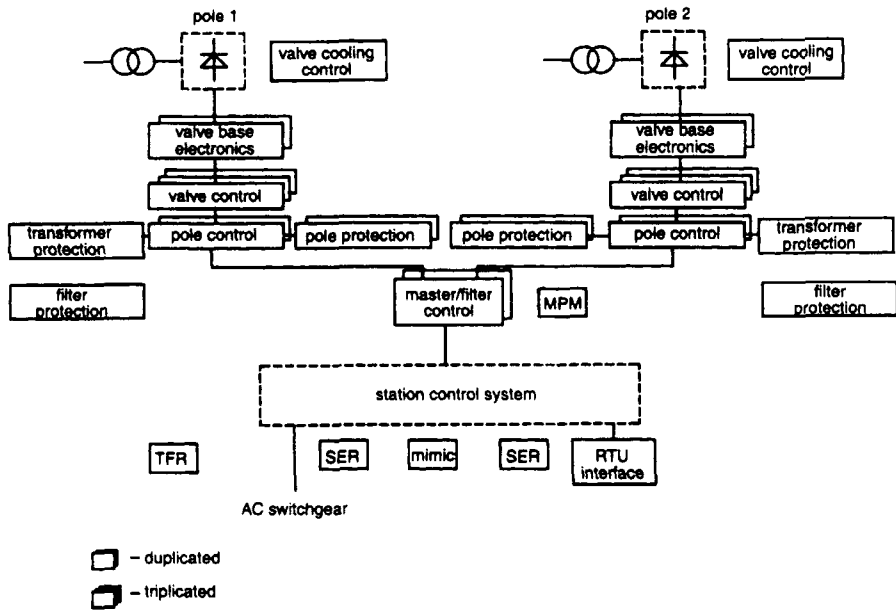 pole 1
pole 2
valve cooling
control
valve cooling
control
valve base
electronics
valve base
electronics
valve control
valve control
transformer
protection
pole control
pole protection
pole protection
pole control
transformer
protection
filter
protection
master/filter
control
MPM
filter
protection
station control system
TFR
SER
mimic
SER
RTU
interface
AC switchgear
– duplicated
– triplicated